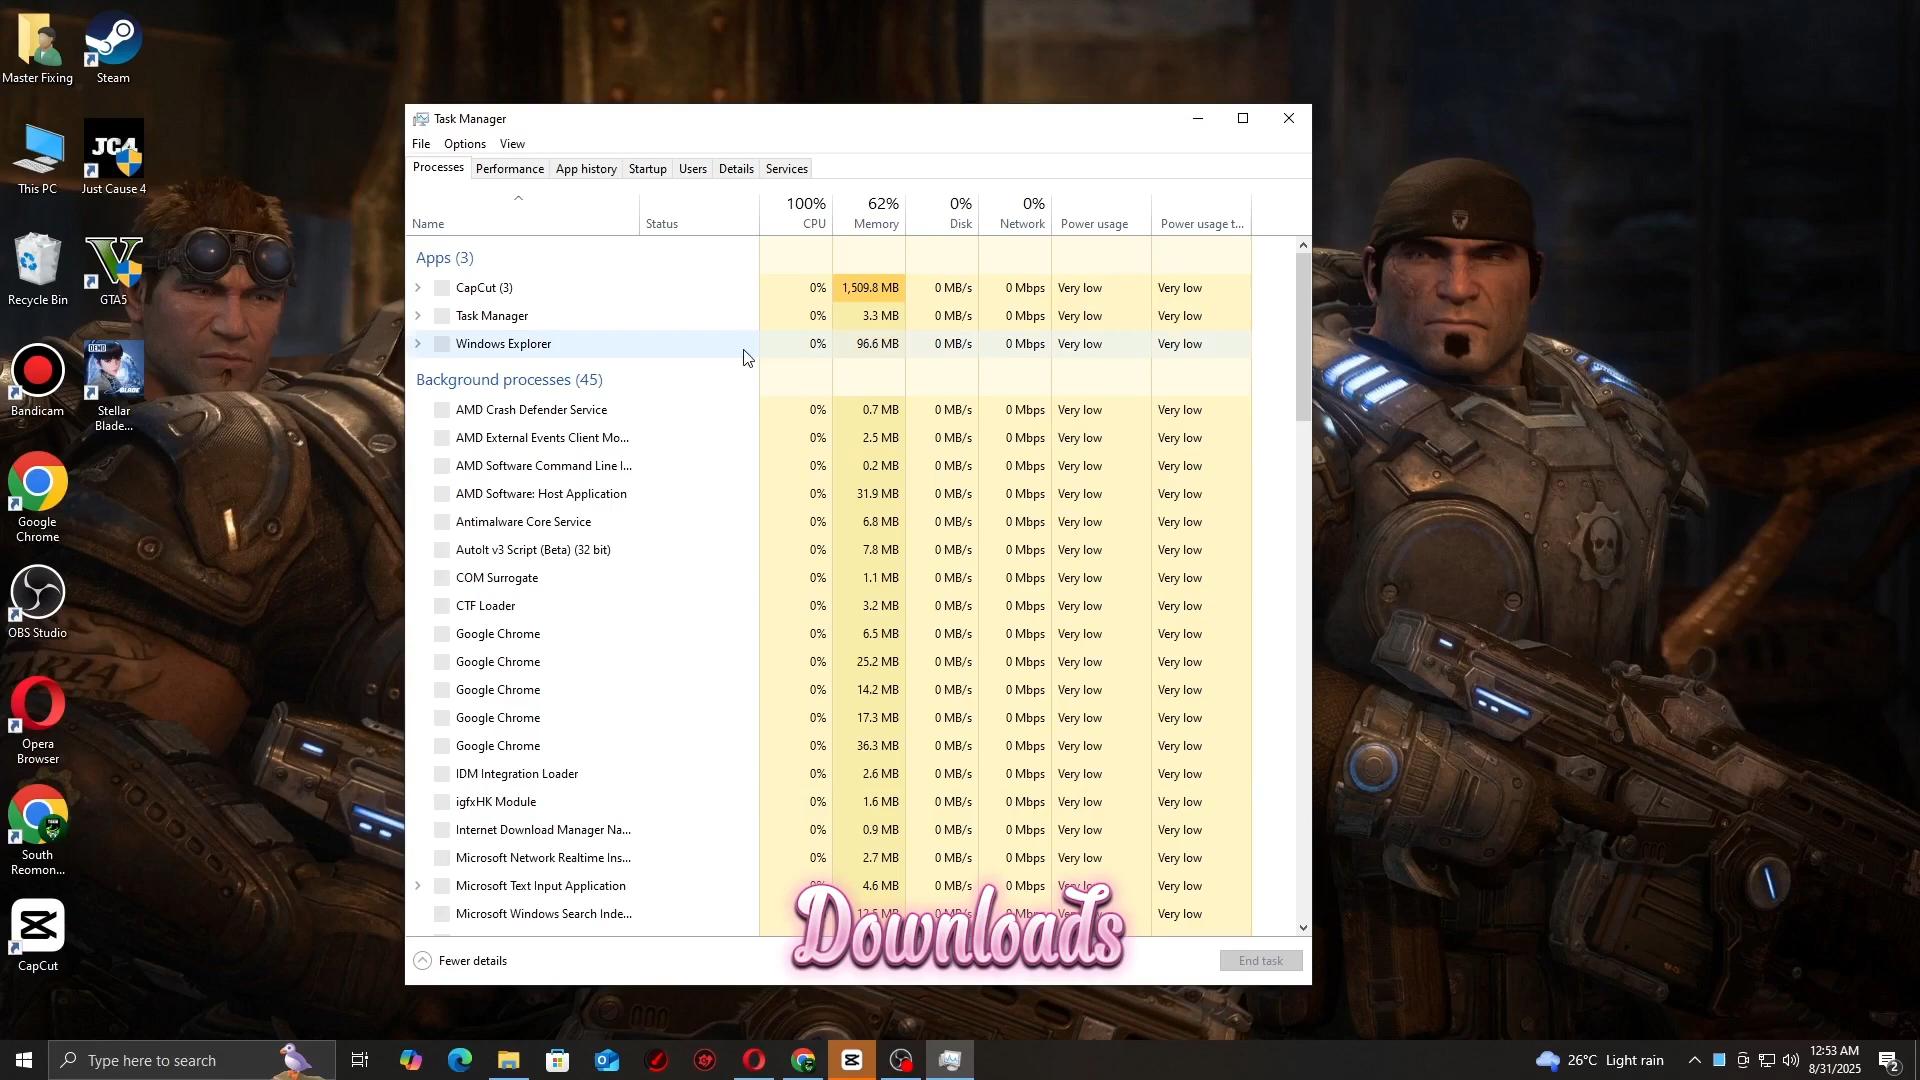 Master Fixing
Steam
This PC
JC4
Just Cause 4
Recycle Bin
GTA5
Bandicam
DEMO
Stellar
Blade...
Google
Chrome
OBS Studio
Opera
Browser
South
Reomon...
CapCut
Task Manager
File Options View
Processes Performance App history Startup Users Details Services
100% 62% 0% 0%
Name Status CPU Memory Disk Network Power usage Power usage t...
Apps (3)
CapCut (3) 0% 1,509.8 MB 0 MB/s 0 Mbps Very low Very low
Task Manager 0% 3.3 MB 0 MB/s 0 Mbps Very low Very low
Windows Explorer 0% 96.6 MB 0 MB/s 0 Mbps Very low Very low
Background processes (45)
AMD Crash Defender Service 0% 0.7 MB 0 MB/s 0 Mbps Very low Very low
AMD External Events Client Mo... 0% 2.5 MB 0 MB/s 0 Mbps Very low Very low
AMD Software Command Line I... 0% 0.2 MB 0 MB/s 0 Mbps Very low Very low
AMD Software: Host Application 0% 31.9 MB 0 MB/s 0 Mbps Very low Very low
Antimalware Core Service 0% 6.8 MB 0 MB/s 0 Mbps Very low Very low
AutoIt v3 Script (Beta) (32 bit) 0% 7.8 MB 0 MB/s 0 Mbps Very low Very low
COM Surrogate 0% 1.1 MB 0 MB/s 0 Mbps Very low Very low
CTF Loader 0% 3.2 MB 0 MB/s 0 Mbps Very low Very low
Google Chrome 0% 6.5 MB 0 MB/s 0 Mbps Very low Very low
Google Chrome 0% 25.2 MB 0 MB/s 0 Mbps Very low Very low
Google Chrome 0% 14.2 MB 0 MB/s 0 Mbps Very low Very low
Google Chrome 0% 17.3 MB 0 MB/s 0 Mbps Very low Very low
Google Chrome 0% 36.3 MB 0 MB/s 0 Mbps Very low Very low
IDM Integration Loader 0% 2.6 MB 0 MB/s 0 Mbps Very low Very low
igfxHK Module 0% 1.6 MB 0 MB/s 0 Mbps Very low Very low
Internet Download Manager Na... 0% 0.9 MB 0 MB/s 0 Mbps Very low Very low
Microsoft Network Realtime Ins... 0% 2.7 MB 0 MB/s 0 Mbps Very low Very low
Microsoft Text Input Application 4.6 MB 0 MB/s 0 Mbps Very low
Microsoft Windows Search Inde... Very low
Downloads
Fewer details End task
Type here to search
26°C Light rain
12:53 AM
8/31/2025
2